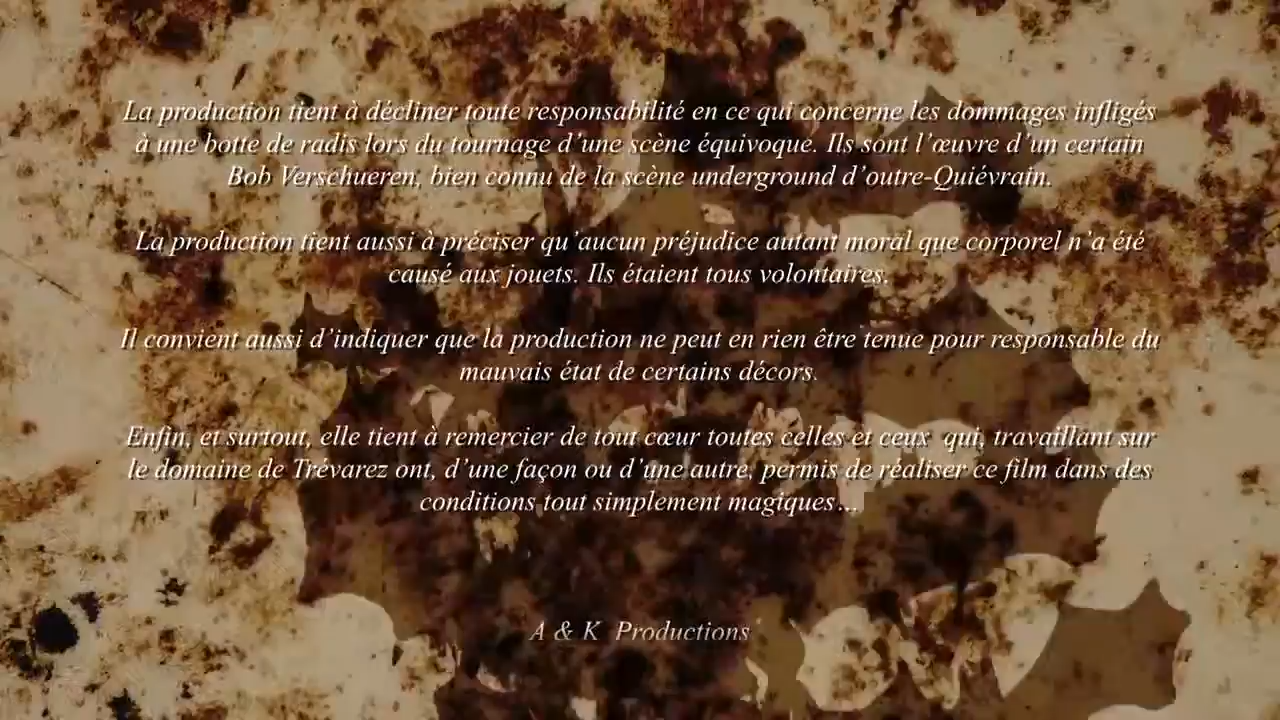 La production tient à décliner toute responsabilité en ce qui concerne les dommages infligés
à une botte de radis lors du tournage d'une scène équivoque. Ils sont l'œuvre d'un certain
Bob Verschueren, bien connu de la scène underground d'outre-Quiévrain.
La production tient aussi à préciser qu'aucun préjudice autant moral que corporel n'a été
causé aux jouets. Ils étaient tous volontaires.
Il convient aussi d'indiquer que la production ne peut en rien être tenue pour responsable du
mauvais état de certains décors.
Enfin, et surtout, elle tient à remercier de tout cœur toutes celles et ceux  qui, travaillant sur
le domaine de Trévarez ont, d'une façon ou d'une autre, permis de réaliser ce film dans des
conditions tout simplement magiques...
A & K  Productions